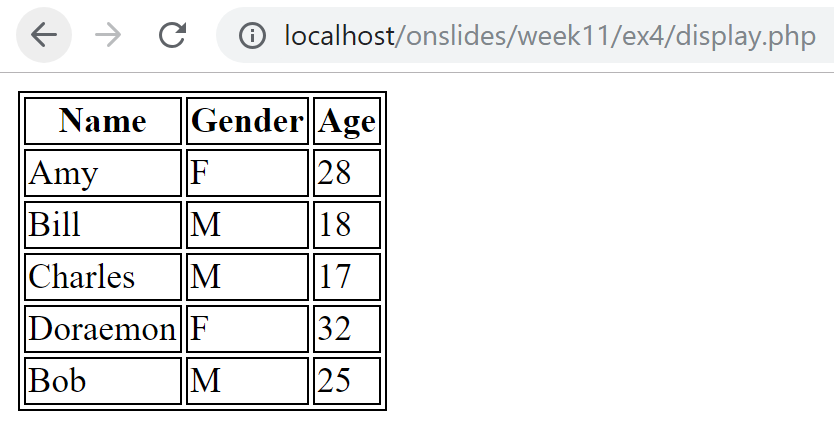 localhost/onslides/week11/ex4/display.php
Name Gender Age
Amy F 28
Bill M 18
Charles M 17
Doraemon F 32
Bob M 25